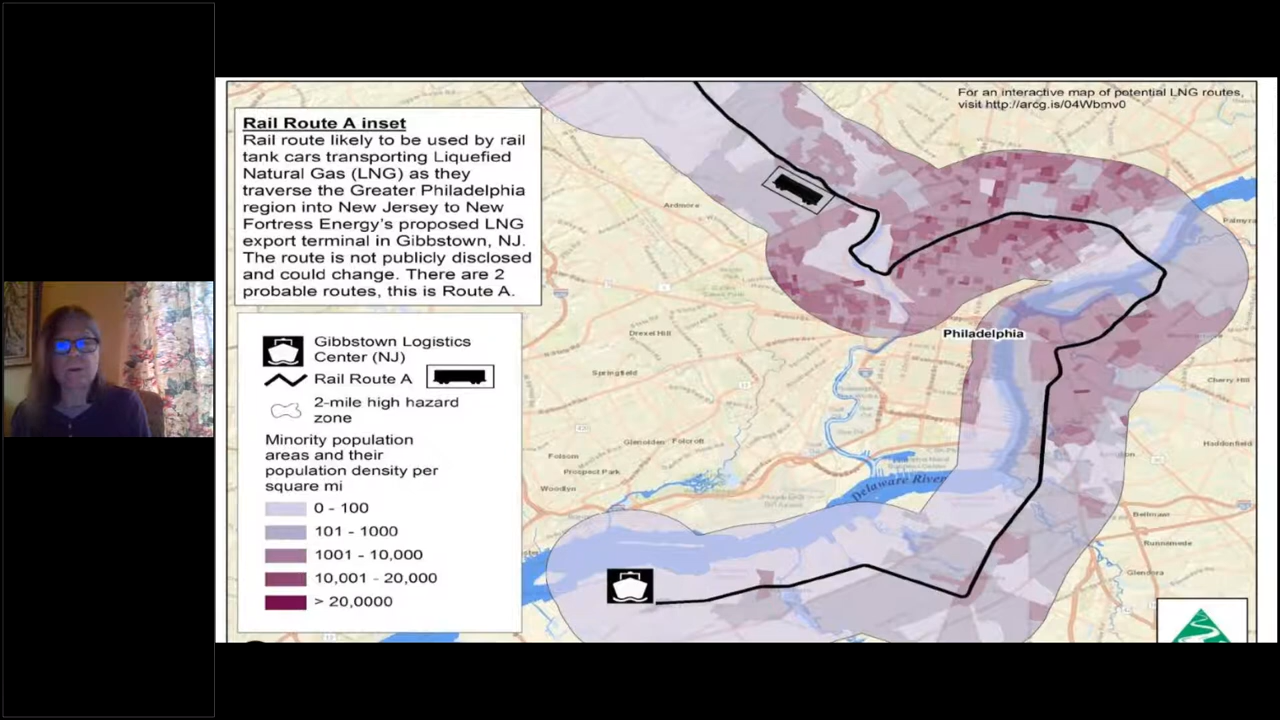 For an interactive map of potential LNG routes,
visit http://arcg.is/04Wbmv0
Rail Route A inset
Rail route likely to be used by rail
tank cars transporting Liquefied
Natural Gas (LNG) as they
traverse the Greater Philadelphia
region into New Jersey to New
Fortress Energy's proposed LNG
export terminal in Gibbstown, NJ.
The route is not publicly disclosed
and could change. There are 2
probable routes, this is Route A.
Gibbstown Logistics
Center (NJ)
Rail Route A
2-mile high hazard
zone
Minority population
areas and their
population density per
square mi
0 - 100
101 - 1000
1001 - 10,000
10,001 - 20,000
> 20,0000
Ardmore
Palmyra
Drexel Hill
Philadelphia
Springfield
Cherry Hill
Glenolden
Folcroft
Haddonfield
Folsom
Prospect Park
Woodlyn
Delaware River
Bellmawr
Runnemede
Glendora